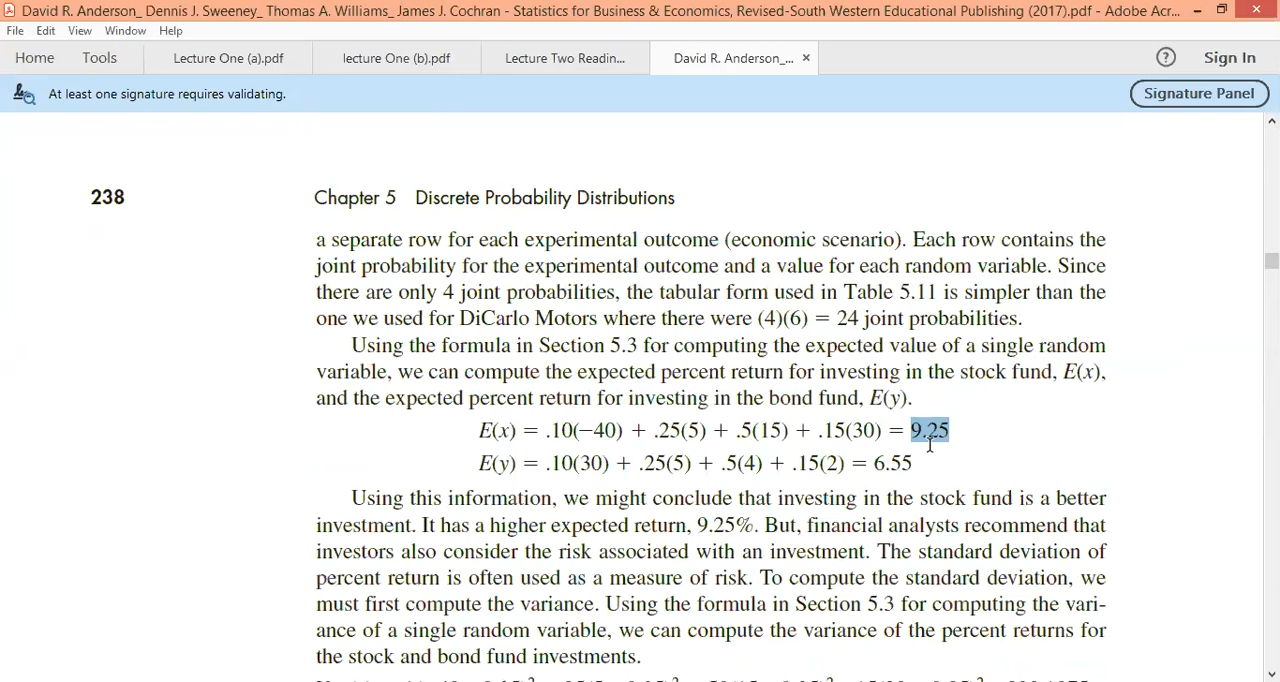 David R. Anderson_ Dennis J. Sweeney_ Thomas A. Williams_ James J. Cochran - Statistics for Business & Economics, Revised-South Western Educational Publishing (2017).pdf - Adobe Acr...
File Edit View Window Help
Home Tools Lecture One (a).pdf lecture One (b).pdf Lecture Two Readin... David R. Anderson_... × ? Sign In
At least one signature requires validating. Signature Panel
238 Chapter 5 Discrete Probability Distributions
a separate row for each experimental outcome (economic scenario). Each row contains the
joint probability for the experimental outcome and a value for each random variable. Since
there are only 4 joint probabilities, the tabular form used in Table 5.11 is simpler than the
one we used for DiCarlo Motors where there were (4)(6) = 24 joint probabilities.
Using the formula in Section 5.3 for computing the expected value of a single random
variable, we can compute the expected percent return for investing in the stock fund, E(x),
and the expected percent return for investing in the bond fund, E(y).
E(x) = .10(−40) + .25(5) + .5(15) + .15(30) = 9.25
E(y) = .10(30) + .25(5) + .5(4) + .15(2) = 6.55
Using this information, we might conclude that investing in the stock fund is a better
investment. It has a higher expected return, 9.25%. But, financial analysts recommend that
investors also consider the risk associated with an investment. The standard deviation of
percent return is often used as a measure of risk. To compute the standard deviation, we
must first compute the variance. Using the formula in Section 5.3 for computing the vari-
ance of a single random variable, we can compute the variance of the percent returns for
the stock and bond fund investments.